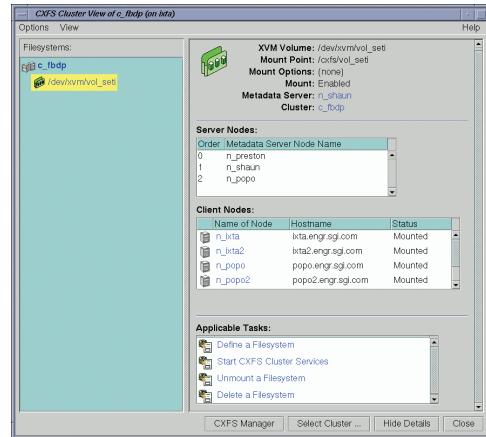 CXFS Cluster View of c_fbdp (on ixta)
Options View Help
Filesystems:
c_fbdp
/dev/xvm/vol_seti
XVM Volume: /dev/xvm/vol_seti
Mount Point: /cxfs/vol_seti
Mount Options: (none)
Mount: Enabled
Metadata Server: n_shaun
Cluster: c_fbdp
Server Nodes:
Order Metadata Server Node Name
0 n_preston
1 n_shaun
2 n_popo
Client Nodes:
Name of Node Hostname Status
n_ixta ixta.engr.sgi.com Mounted
n_ixta2 ixta2.engr.sgi.com Mounted
n_popo popo.engr.sgi.com Mounted
n_popo2 popo2.engr.sgi.com Mounted
Applicable Tasks:
Define a Filesystem
Start CXFS Cluster Services
Unmount a Filesystem
Delete a Filesystem
CXFS Manager Select Cluster ... Hide Details Close